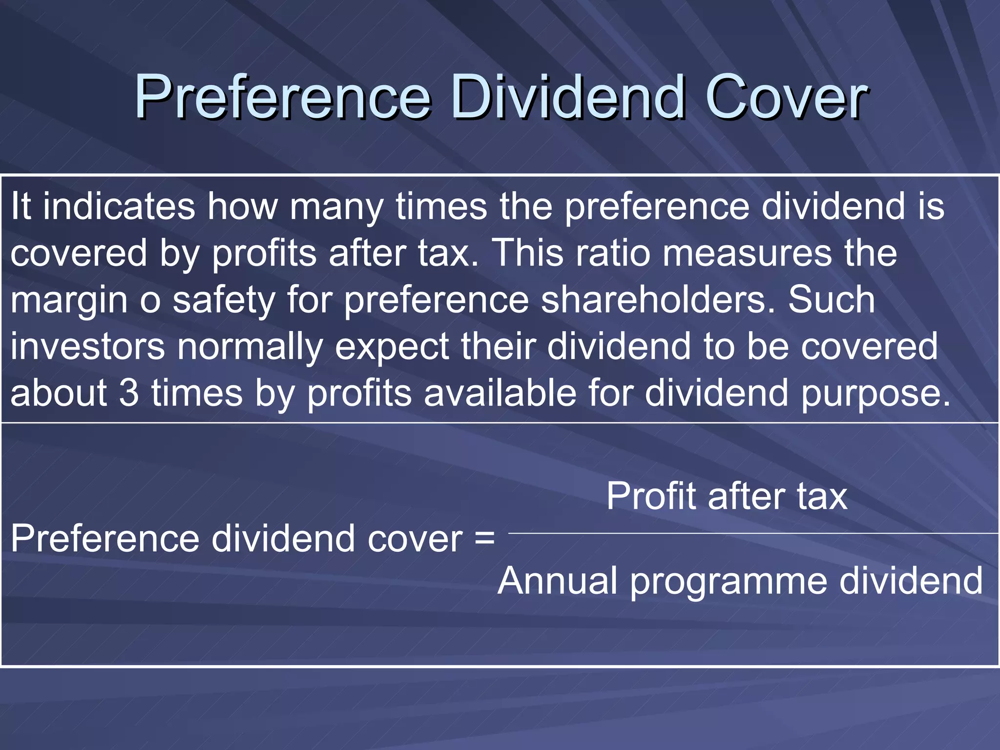 Preference Dividend Cover
It indicates how many times the preference dividend is
covered by profits after tax. This ratio measures the
margin o safety for preference shareholders. Such
investors normally expect their dividend to be covered
about 3 times by profits available for dividend purpose.
Profit after tax
Preference dividend cover =
Annual programme dividend